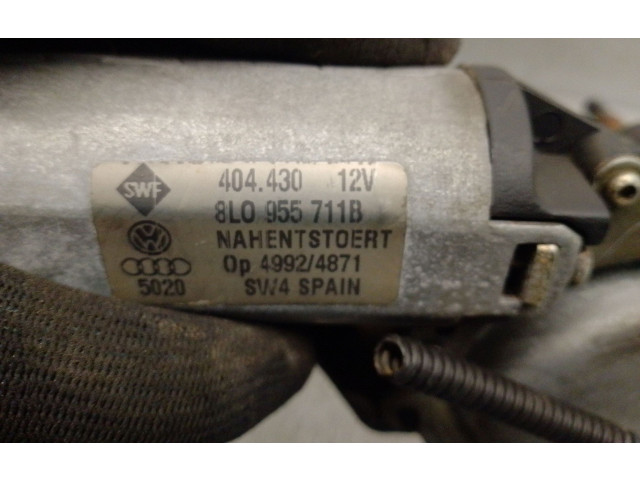 SWF 404.430 12V
8L0 955 711B
NAHENTSTOERT
Op 4992/4871
5020 SW4 SPAIN